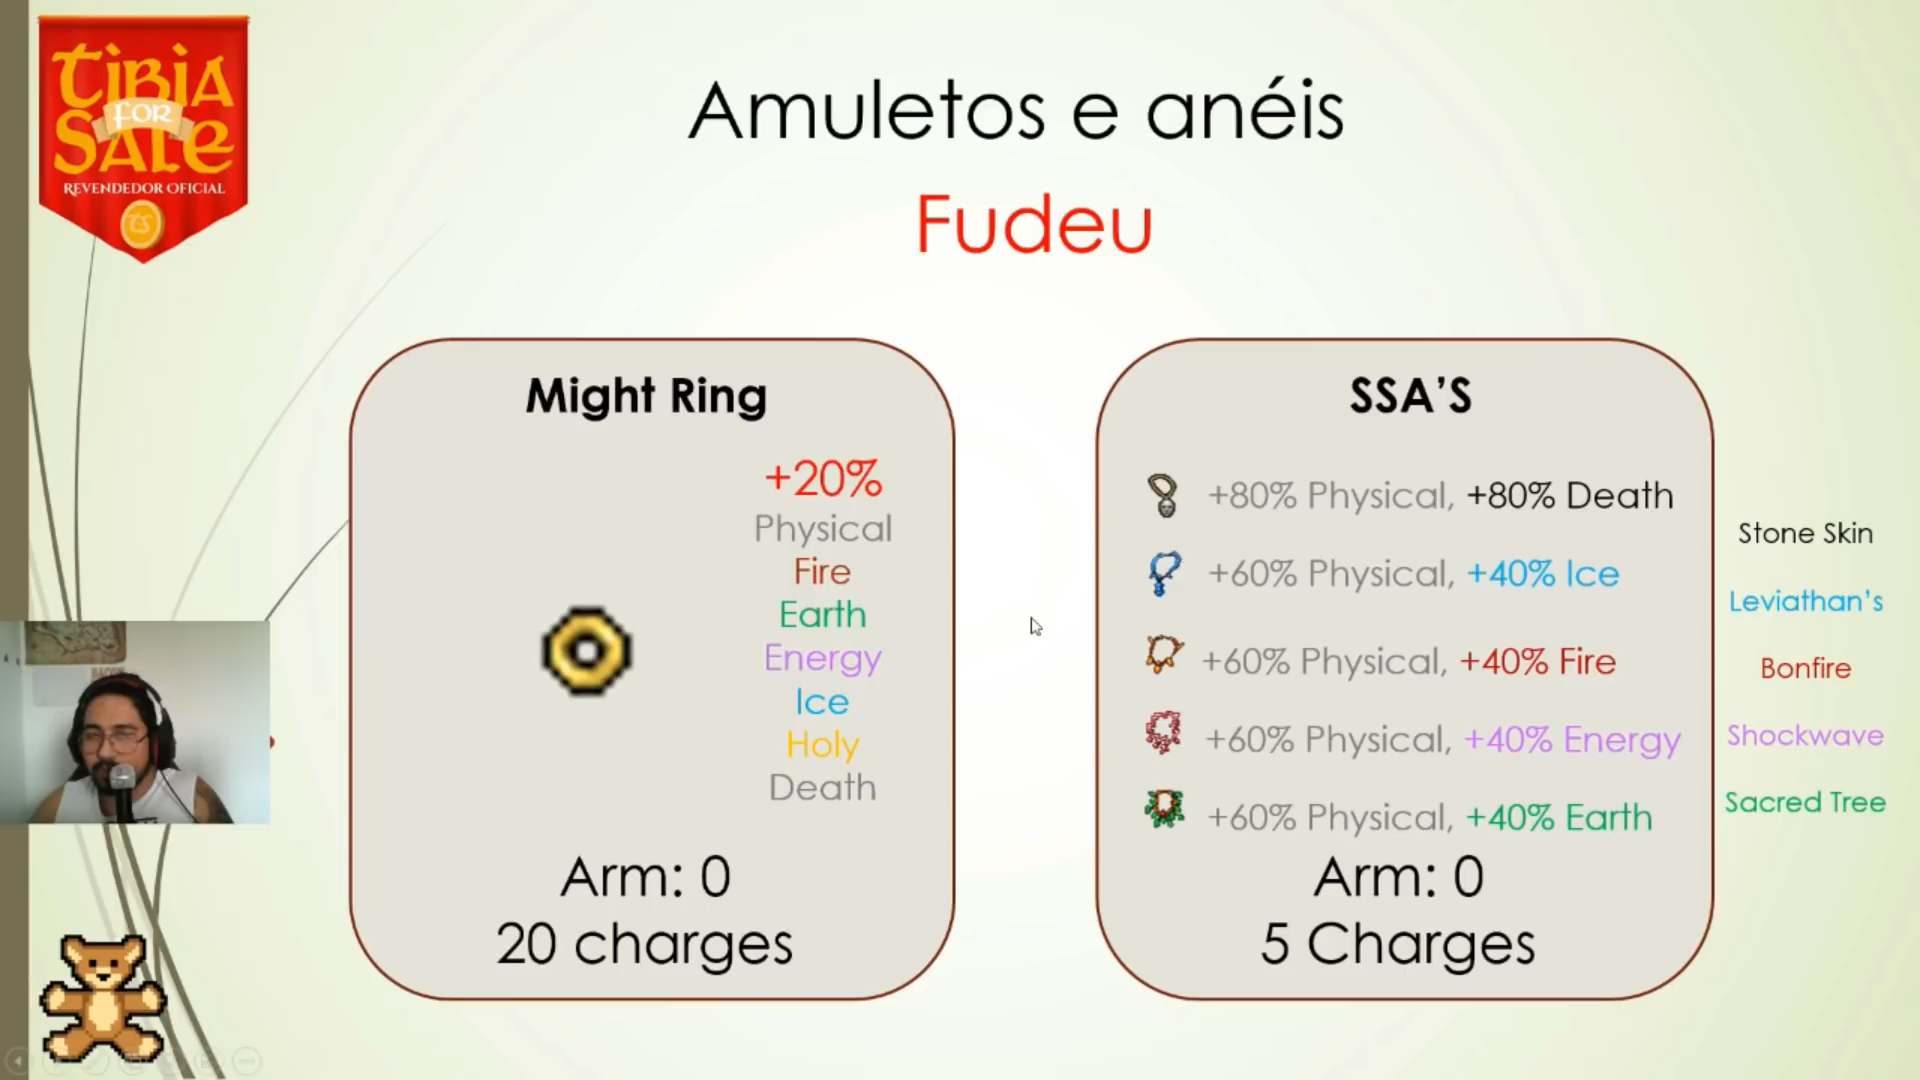 TIBIA
FOR
SALE
REVENDEDOR OFICIAL
TS
Amuletos e anéis
Fudeu
Might Ring
+20%
Physical
Fire
Earth
Energy
Ice
Holy
Death
Arm: 0
20 charges
SSA'S
+80% Physical, +80% Death
+60% Physical, +40% Ice
+60% Physical, +40% Fire
+60% Physical, +40% Energy
+60% Physical, +40% Earth
Arm: 0
5 Charges
Stone Skin
Leviathan's
Bonfire
Shockwave
Sacred Tree